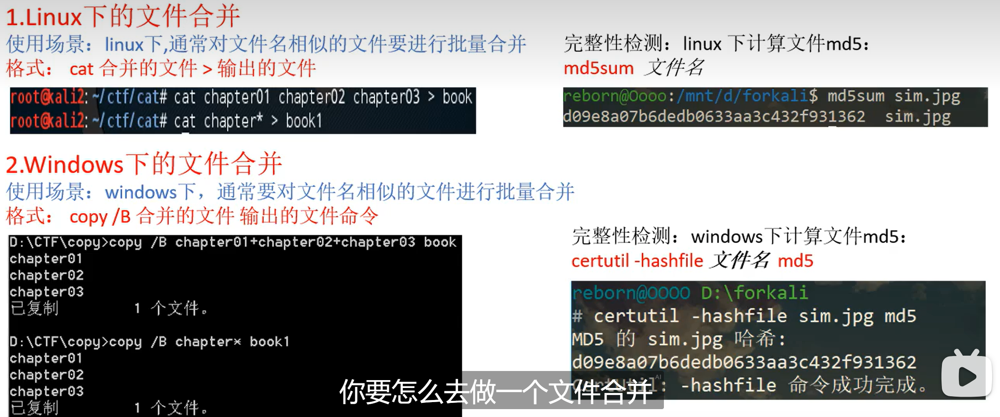 1.Linux下的文件合并
使用场景：linux下,通常对文件名相似的文件要进行批量合并
格式： cat 合并的文件 > 输出的文件
root@kali2:~/ctf/cat# cat chapter01 chapter02 chapter03 > book
root@kali2:~/ctf/cat# cat chapter* > book1
完整性检测：linux 下计算文件md5：
md5sum 文件名
reborn@Oooo:/mnt/d/forkali$ md5sum sim.jpg
d09e8a07b6dedb0633aa3c432f931362 sim.jpg
2.Windows下的文件合并
使用场景：windows下，通常要对文件名相似的文件进行批量合并
格式： copy /B 合并的文件 输出的文件命令
D:\CTF\copy>copy /B chapter01+chapter02+chapter03 book
chapter01
chapter02
chapter03
已复制 1 个文件。
D:\CTF\copy>copy /B chapter* book1
chapter01
chapter02
chapter03
已复制 1 个文件。
完整性检测：windows下计算文件md5：
certutil -hashfile 文件名 md5
reborn@OOOO D:\forkali
# certutil -hashfile sim.jpg md5
MD5 的 sim.jpg 哈希:
d09e8a07b6dedb0633aa3c432f931362
CertUtil: -hashfile 命令成功完成。
你要怎么去做一个文件合并
AI